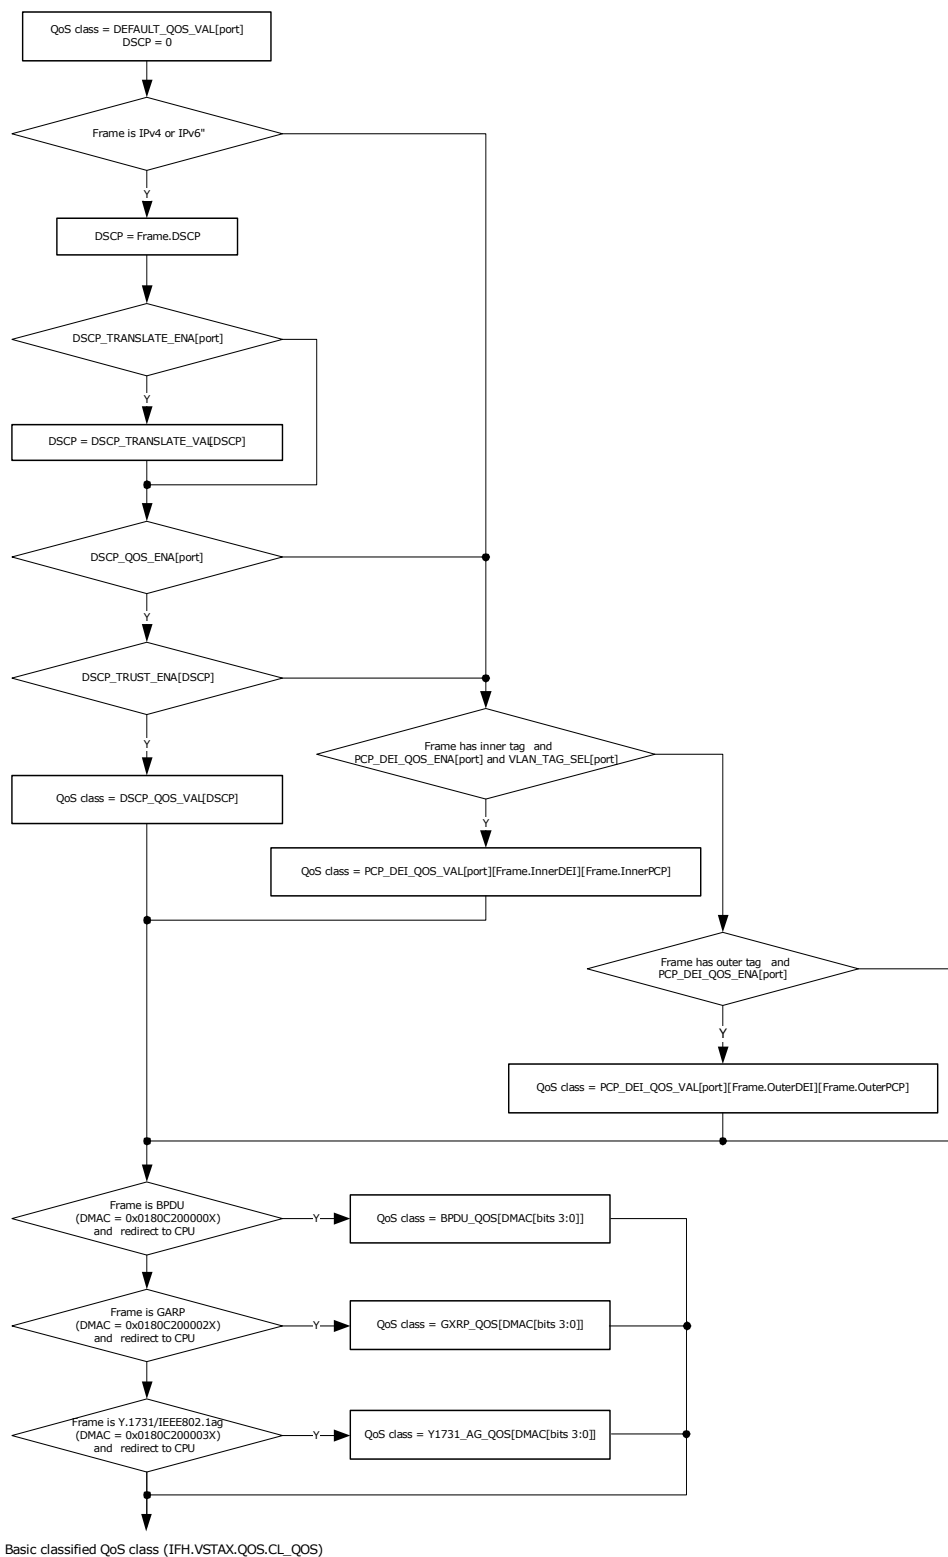 QoS class = DEFAULT_QOS_VAL[port]
DSCP = 0
Frame is IPv4 or IPv6"
Y
DSCP = Frame.DSCP
DSCP_TRANSLATE_ENA[port]
Y
DSCP = DSCP_TRANSLATE_VAL[DSCP]
DSCP_QOS_ENA[port]
Y
DSCP_TRUST_ENA[DSCP]
Y
QoS class = DSCP_QOS_VAL[DSCP]
Frame has inner tag and
PCP_DEI_QOS_ENA[port] and VLAN_TAG_SEL[port]
Y
QoS class = PCP_DEI_QOS_VAL[port][Frame.InnerDEI][Frame.InnerPCP]
Frame has outer tag and
PCP_DEI_QOS_ENA[port]
Y
QoS class = PCP_DEI_QOS_VAL[port][Frame.OuterDEI][Frame.OuterPCP]
Frame is BPDU
(DMAC = 0x0180C200000X)
and redirect to CPU
Y
QoS class = BPDU_QOS[DMAC[bits 3:0]]
Frame is GARP
(DMAC = 0x0180C200002X)
and redirect to CPU
Y
QoS class = GXRP_QOS[DMAC[bits 3:0]]
Frame is Y.1731/IEEE802.1ag
(DMAC = 0x0180C200003X)
and redirect to CPU
Y
QoS class = Y1731_AG_QOS[DMAC[bits 3:0]]
Basic classified QoS class (IFH.VSTAX.QOS.CL_QOS)